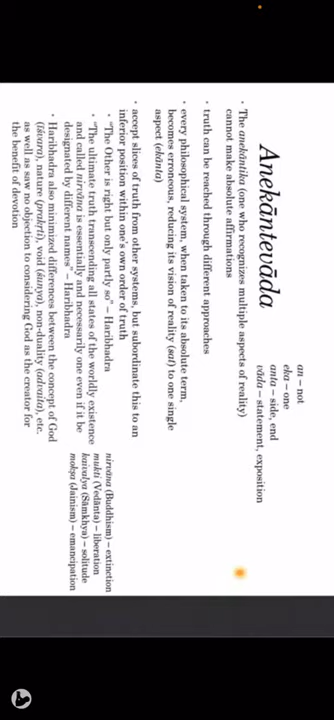 Anekāntevāda
an – not
eka – one
anta – side, end
vāda – statement, exposition
• The anekāntika (one who recognizes multiple aspects of reality)
cannot make absolute affirmations
• truth can be reached through different approaches
• every philosophical system, when taken to its absolute term,
becomes erroneous, reducing its vision of reality (sat) to one single
aspect (ekānta)
• accept slices of truth from other systems, but subordinate this to an
inferior position within one's own order of truth
• "The Other is right but only partly so" – Haribhadra
• "The ultimate truth transcending all states of the worldly existence
and called nirvāna is essentially and necessarily one even if it be
designated by different names" – Haribhadra
• Haribhadra also minimized differences between the concept of God
(īśvara), nature (prakṛti), void (śunya), non-duality (advaita), etc.
as well as saw no objection to considering God as the creator for
the benefit of devotion
nirvāna (Buddhism) – extinction
mukti (Vedānta) – liberation
kaivalya (Sāmkhya) – solitude
mokṣa (Jainism) – emancipation